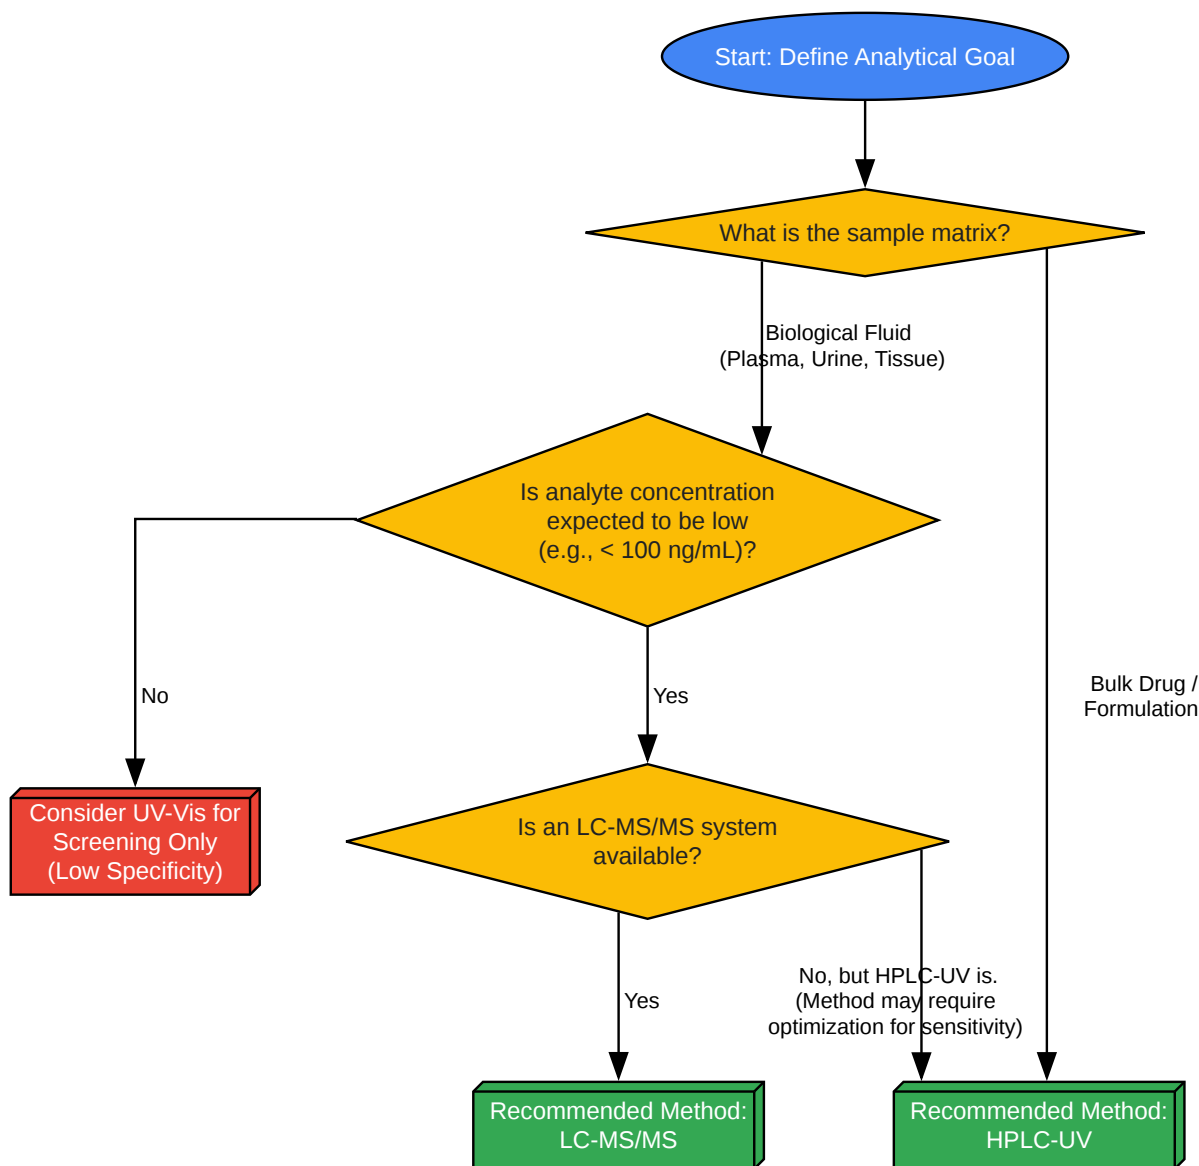 Start: Define Analytical Goal
What is the sample matrix?
Biological Fluid
(Plasma, Urine, Tissue)
Is analyte concentration
expected to be low
(e.g., < 100 ng/mL)?
No
Yes
Bulk Drug /
Formulation
Consider UV-Vis for
Screening Only
(Low Specificity)
Is an LC-MS/MS system
available?
Yes
No, but HPLC-UV is.
(Method may require
optimization for sensitivity)
Recommended Method:
LC-MS/MS
Recommended Method:
HPLC-UV